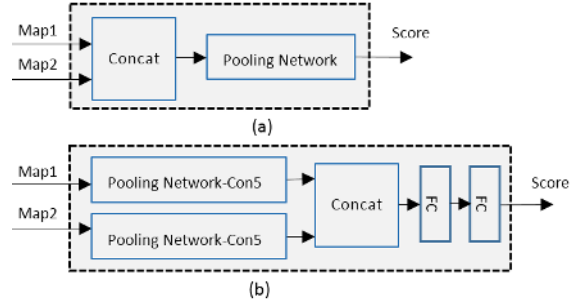 Map1
Map2
Concat
Pooling Network
Score
(a)
Map1
Map2
Pooling Network-Con5
Pooling Network-Con5
Concat
FC
FC
Score
(b)